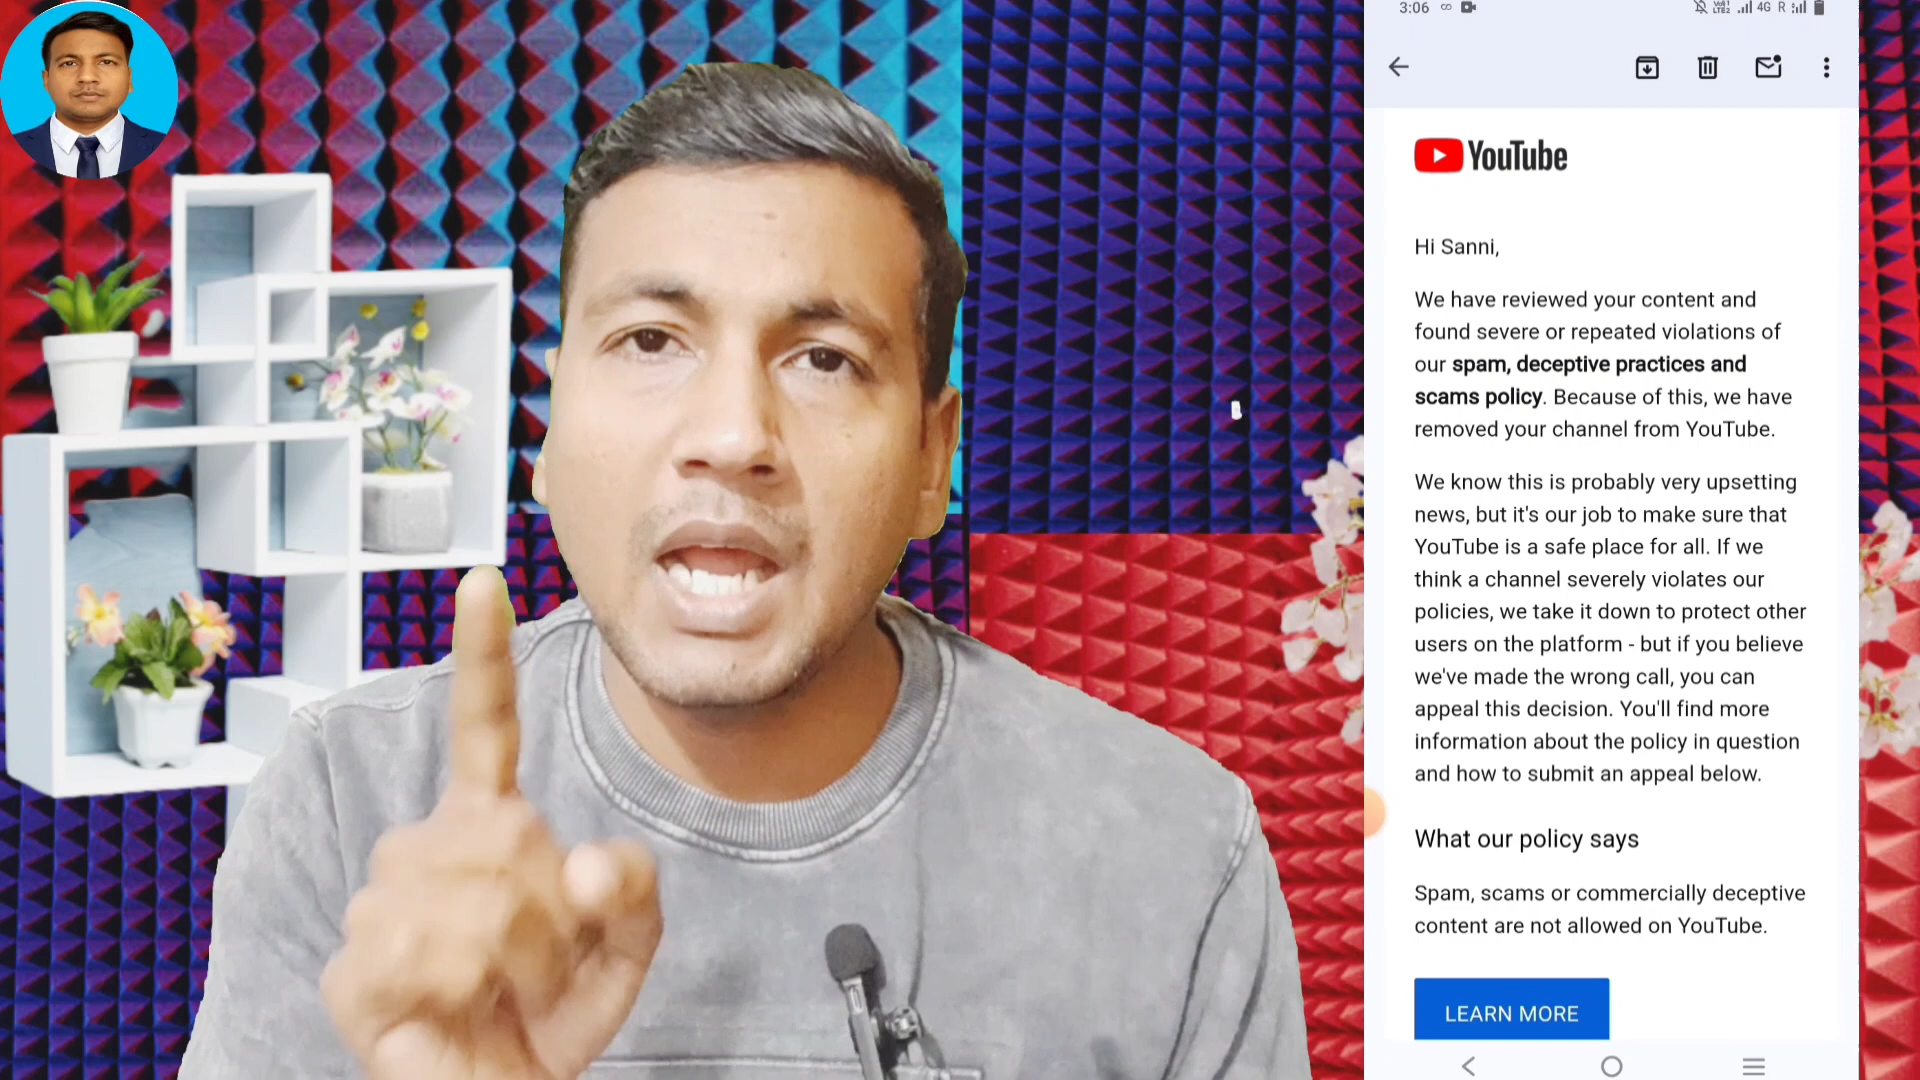 3:06
4G R
YouTube
Hi Sanni,
We have reviewed your content and
found severe or repeated violations of
our spam, deceptive practices and
scams policy. Because of this, we have
removed your channel from YouTube.
We know this is probably very upsetting
news, but it's our job to make sure that
YouTube is a safe place for all. If we
think a channel severely violates our
policies, we take it down to protect other
users on the platform - but if you believe
we've made the wrong call, you can
appeal this decision. You'll find more
information about the policy in question
and how to submit an appeal below.
What our policy says
Spam, scams or commercially deceptive
content are not allowed on YouTube.
LEARN MORE